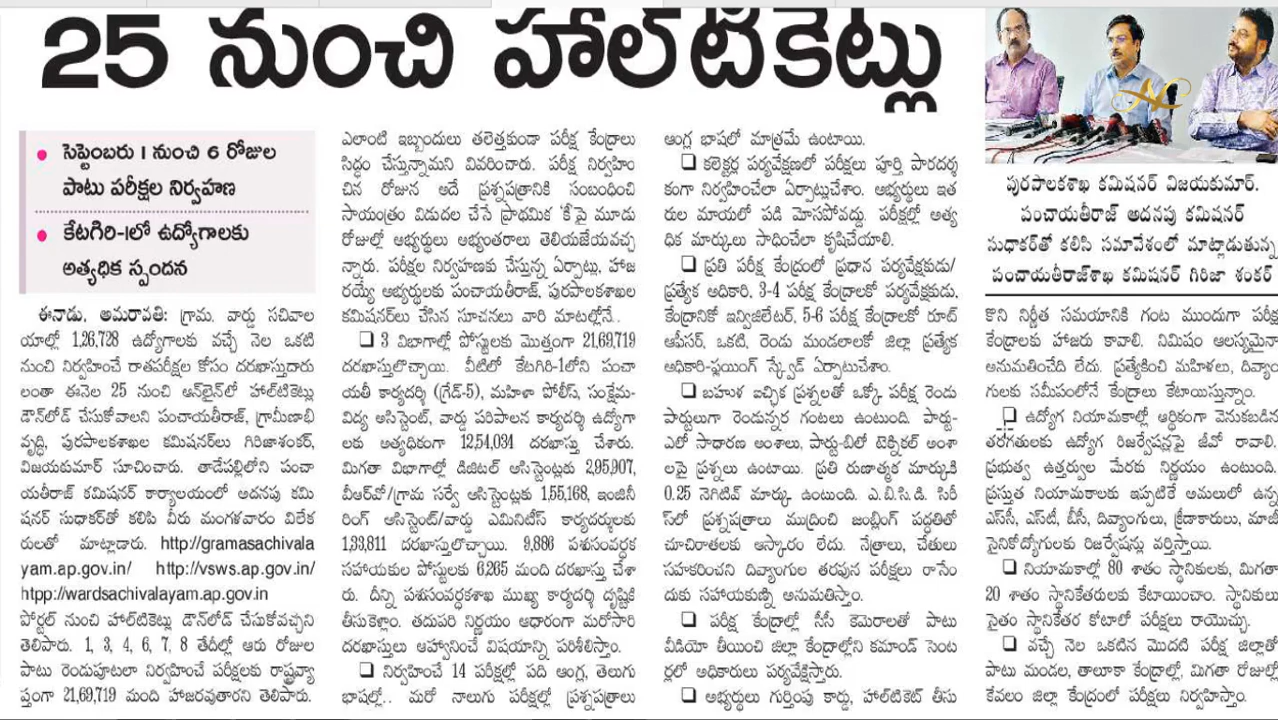 25 నుంచి హాల్‌టికెట్లు
సెప్టెంబరు 1 నుంచి 6 రోజుల
పాటు పరీక్షల నిర్వహణ
కేటగిరి-1లో ఉద్యోగాలకు
అత్యధిక స్పందన
ఈనాడు, అమరావతి: గ్రామ, వార్డు సచివాల
యాల్లో 1,26,728 ఉద్యోగాలకు వచ్చే నెల ఒకటి
నుంచి నిర్వహించే రాతపరీక్షల కోసం దరఖాస్తుదారు
లంతా ఈనెల 25 నుంచి ఆన్‌లైన్‌లో హాల్‌టికెట్లు
డౌన్‌లోడ్ చేసుకోవాలని పంచాయతీరాజ్, గ్రామీణాభి
వృద్ధి, పురపాలకశాఖల కమిషనర్‌లు గిరిజాశంకర్,
విజయకుమార్ సూచించారు. తాడేపల్లిలోని పంచా
యతీరాజ్ కమిషనర్ కార్యాలయంలో అదనపు కమి
షనర్ సుధాకర్‌తో కలిపి వీరు మంగళవారం విలేక
రులతో మాట్లాడారు. http://gramasachivala
yam.ap.gov.in/ http://vsws.ap.gov.in/
htpp://wardsachivalayam.ap.gov.in
పోర్టల్ నుంచి హాల్‌టికెట్లు డౌన్‌లోడ్ చేసుకోవచ్చని
తెలిపారు. 1, 3, 4, 6, 7, 8 తేదీల్లో ఆరు రోజుల
పాటు రెండుపూటలా నిర్వహించే పరీక్షలకు రాష్ట్రవ్యా
ప్తంగా 21,69,719 మంది హాజరవుతారని తెలిపారు.
ఎలాంటి ఇబ్బందులు తలెత్తకుండా పరీక్ష కేంద్రాలు
సిద్ధం చేస్తున్నామని వివరించారు. పరీక్ష నిర్వహిం
చిన రోజున అదే ప్రశ్నపత్రానికి సంబంధించి
సాయంత్రం విడుదల చేసే ప్రాథమిక 'కీ'పై మూడు
రోజుల్లో అభ్యర్థులు అభ్యంతరాలు తెలియజేయవచ్చ
న్నారు. పరీక్షల నిర్వహణకు చేస్తున్న ఏర్పాట్లు, హాజ
రయ్యే అభ్యర్థులకు పంచాయతీరాజ్, పురపాలకశాఖల
కమిషనర్‌లు చేసిన సూచనలు వారి మాటల్లోనే..
❑ 3 విభాగాల్లో పోస్టులకు మొత్తంగా 21,69,719
దరఖాస్తులొచ్చాయి. వీటిలో కేటగిరి-1లోని పంచా
యతీ కార్యదర్శి (గ్రేడ్-5), మహిళా పోలీస్, సంక్షేమ-
విద్య అసిస్టెంట్, వార్డు పరిపాలన కార్యదర్శి ఉద్యోగా
లకు అత్యధికంగా 12,54,034 దరఖాస్తు చేశారు.
మిగతా విభాగాల్లో డిజిటల్ అసిస్టెంట్లకు 2,95,907,
వీఆర్‌వో/గ్రామ సర్వే అసిస్టెంట్లకు 1,55,168, ఇంజినీ
రింగ్ అసిస్టెంట్/వార్డు ఎమినిటీస్ కార్యదర్శులకు
1,33,811 దరఖాస్తులొచ్చాయి. 9,886 పశుసంవర్ధక
సహాయకుల పోస్టులకు 6,265 మంది దరఖాస్తు చేశా
రు. దీన్ని పశుసంవర్ధకశాఖ ముఖ్య కార్యదర్శి దృష్టికి
తీసుకెళ్లాం. తదుపరి నిర్ణయం ఆధారంగా మరోసారి
దరఖాస్తులు ఆహ్వానించే విషయాన్ని పరిశీలిస్తాం.
❑ నిర్వహించే 14 పరీక్షల్లో పది ఆంగ్ల, తెలుగు
భాషల్లో.. మరో నాలుగు పరీక్షల్లో ప్రశ్నపత్రాలు
ఆంగ్ల భాషలో మాత్రమే ఉంటాయి.
❑ కలెక్టర్ల పర్యవేక్షణలో పరీక్షలు పూర్తి పారదర్శ
కంగా నిర్వహించేలా ఏర్పాట్లుచేశాం. అభ్యర్థులు ఇత
రుల మాయలో పడి మోసపోవద్దు. పరీక్షల్లో అత్య
ధిక మార్కులు సాధించేలా కృషిచేయాలి.
❑ ప్రతి పరీక్ష కేంద్రంలో ప్రధాన పర్యవేక్షకుడు/
ప్రత్యేక అధికారి, 3-4 పరీక్ష కేంద్రాలకో పర్యవేక్షకుడు,
కేంద్రానికో ఇన్విజిలేటర్, 5-6 పరీక్ష కేంద్రాలకో రూట్
ఆఫీసర్, ఒకటి, రెండు మండలాలకో జిల్లా ప్రత్యేక
అధికారి-ఫ్లయింగ్ స్క్వేడ్ ఏర్పాటుచేశాం.
❑ బహుళ ఐచ్ఛిక ప్రశ్నలతో ఒక్కో పరీక్ష రెండు
పార్టులుగా రెండున్నర గంటలు ఉంటుంది. పార్ట్-
ఎలో సాధారణ అంశాలు, పార్ట్-బిలో టెక్నికల్ అంశా
లపై ప్రశ్నలు ఉంటాయి. ప్రతి రుణాత్మక మార్కుకి
0.25 నెగెటివ్ మార్కు ఉంటుంది. ఎ.బి.సి.డి. సిరీ
స్‌లో ప్రశ్నపత్రాలు ముద్రించి జంబ్లింగ్ పద్ధతితో
చూచిరాతలకు ఆస్కారం లేదు. నేత్రాలు, చేతులు
సహకరించని దివ్యాంగుల తరపున పరీక్షలు రాసేం
దుకు సహాయకుణ్ని అనుమతిస్తాం.
❑ పరీక్ష కేంద్రాల్లో సీసీ కెమెరాలతో పాటు
వీడియో తీయించి జిల్లా కేంద్రాల్లోని కమాండ్ సెంట
ర్లలో అధికారులు పర్యవేక్షిస్తారు.
❑ అభ్యర్థులు గుర్తింపు కార్డు, హాల్‌టికెట్ తీసు
పురపాలకశాఖ కమిషనర్ విజయకుమార్.
పంచాయతీరాజ్ అదనపు కమిషనర్
సుధాకర్‌తో కలిసి సమావేశంలో మాట్లాడుతున్న
పంచాయతీరాజ్‌శాఖ కమిషనర్ గిరిజా శంకర్
కొని నిర్ణీత సమయానికి గంట ముందుగా పరీక్ష
కేంద్రాలకు హాజరు కావాలి. నిమిషం ఆలస్యమైనా
అనుమతించేది లేదు. ప్రత్యేకించి మహిళలు, దివ్యాం
గులకు సమీపంలోనే కేంద్రాలు కేటాయిస్తున్నాం.
❑ ఉద్యోగ నియామకాల్లో ఆర్థికంగా వెనుకబడిన
తరగతులకు ఉద్యోగ రిజర్వేషన్లపై జీవో రావాలి.
ప్రభుత్వ ఉత్తర్వుల మేరకు నిర్ణయం ఉంటుంది.
ప్రస్తుత నియామకాలకు ఇప్పటికే అమలులో ఉన్న
ఎస్‌సీ, ఎస్‌టీ, బీసీ, దివ్యాంగులు, క్రీడాకారులు, మాజీ
సైనికోద్యోగులకు రిజర్వేషన్లు వర్తిస్తాయి.
❑ నియామకాల్లో 80 శాతం స్థానికులకు, మిగతా
20 శాతం స్థానికేతరులకు కేటాయించాం. స్థానికులు
సైతం స్థానికేతర కోటాలో పరీక్షలు రాయొచ్చు.
❑ వచ్చే నెల ఒకటిన మొదటి పరీక్ష జిల్లాతో
పాటు మండల, తాలూకా కేంద్రాల్లో, మిగతా రోజుల్లో
కేవలం జిల్లా కేంద్రంలో పరీక్షలు నిర్వహిస్తాం.